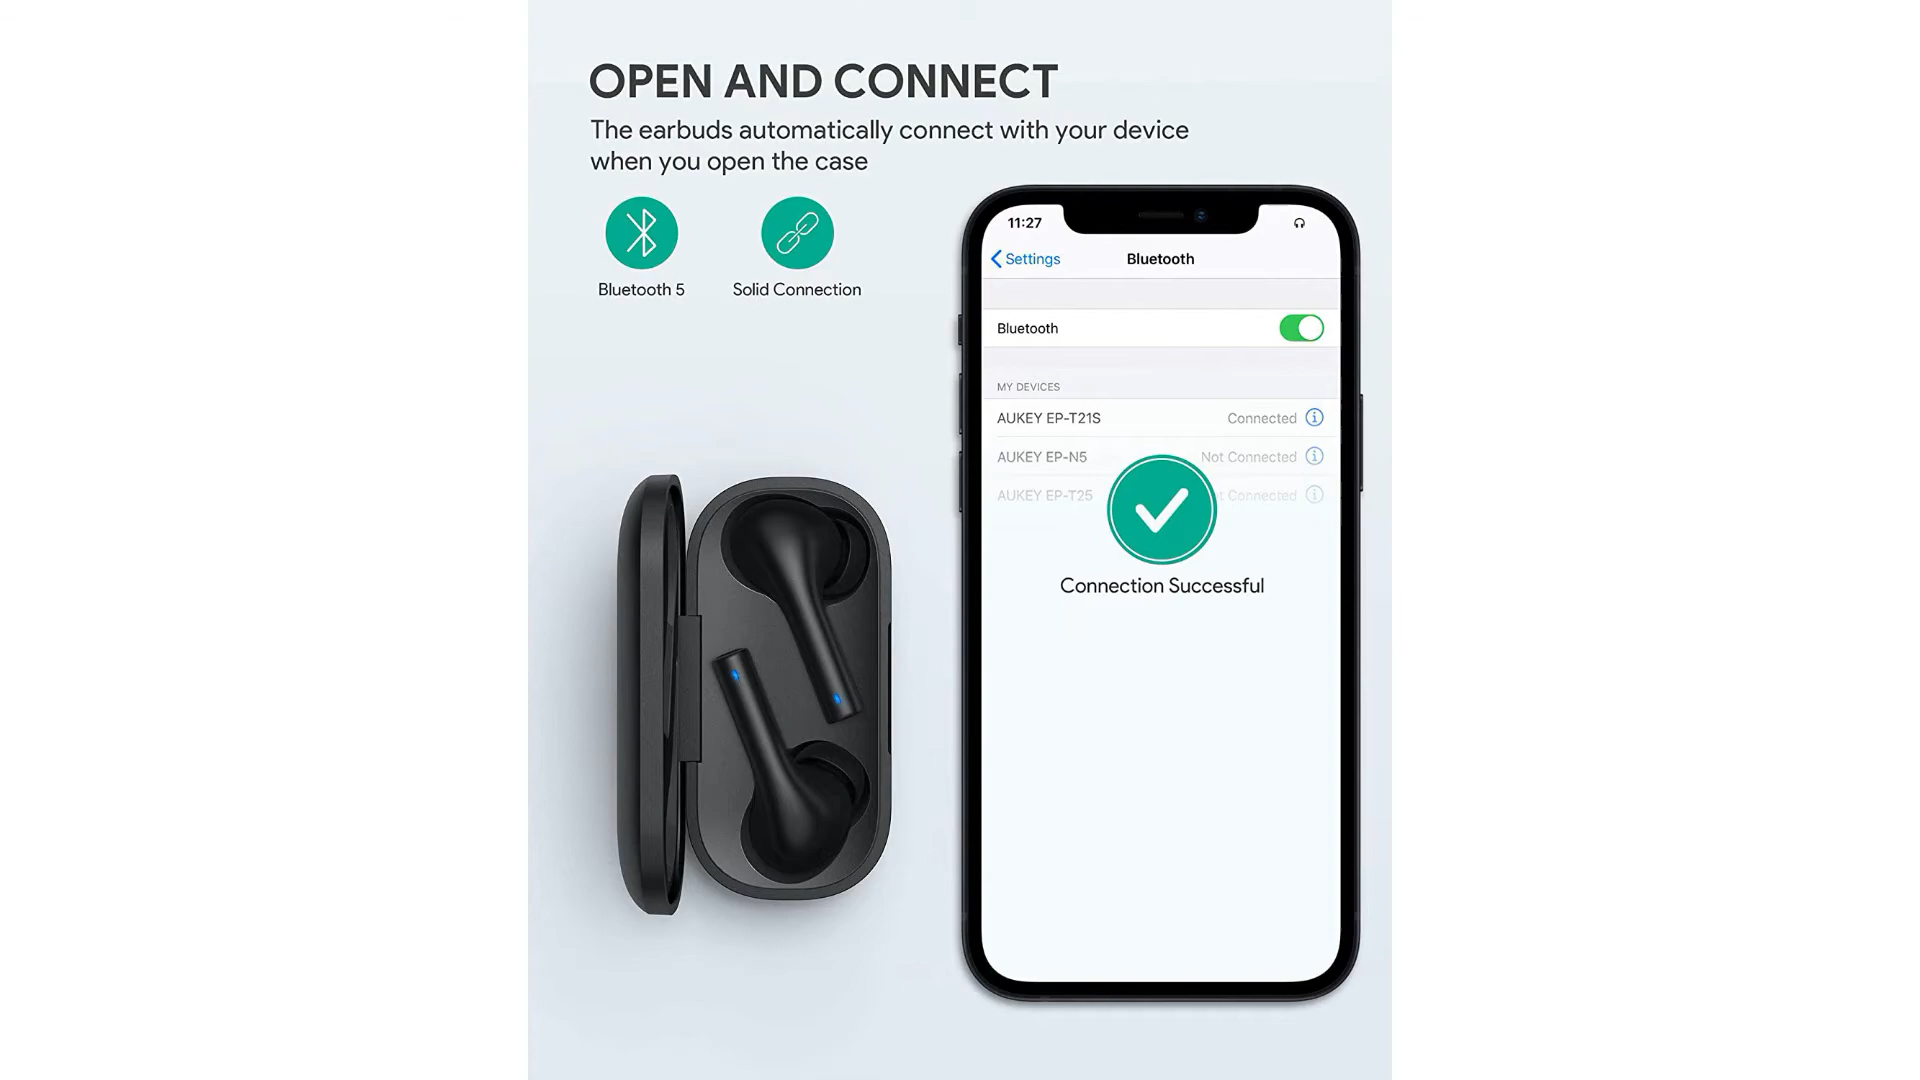 OPEN AND CONNECT
The earbuds automatically connect with your device
when you open the case
Bluetooth 5
Solid Connection
11:27
Settings
Bluetooth
Bluetooth
MY DEVICES
AUKEY EP-T21S
Connected
AUKEY EP-N5
Not Connected
AUKEY EP-T25
Connected
Connection Successful